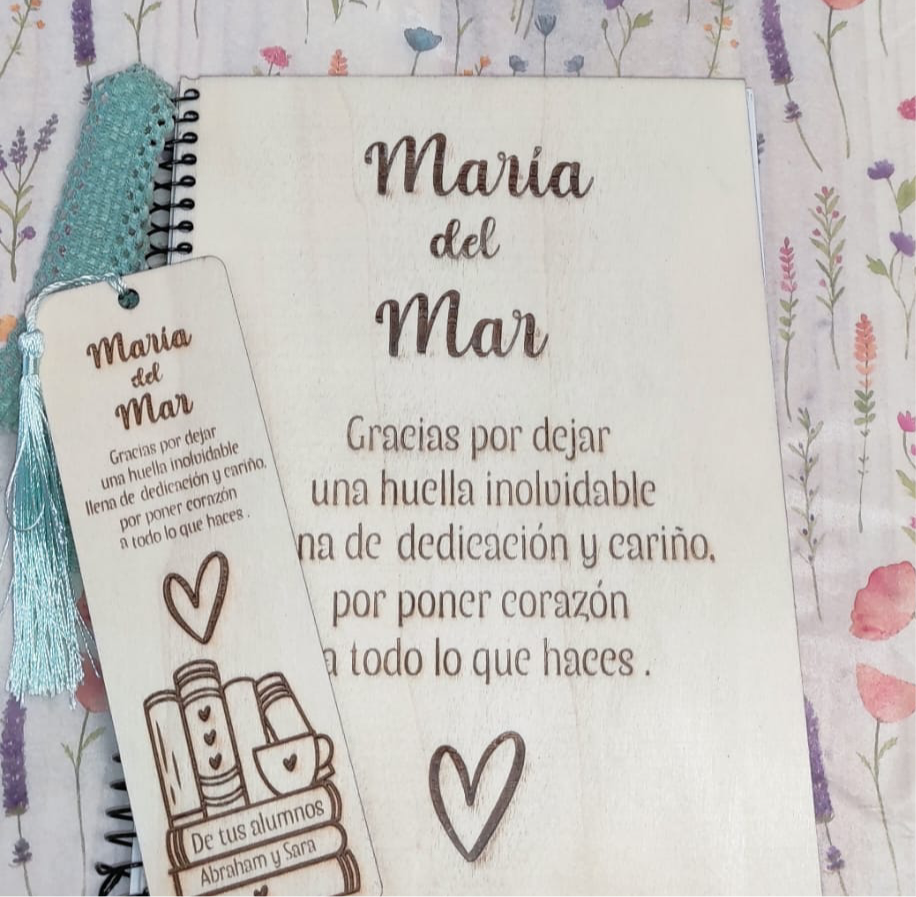 María
del
Mar
Gracias por dejar
una huella inolvidable
na de dedicación y cariño.
por poner corazón
a todo lo que haces .
María
del
Mar
Gracias por dejar
una huella inolvidable
llena de dedicación y cariño.
por poner corazón
a todo lo que haces .
De tus alumnos
Abraham y Sara